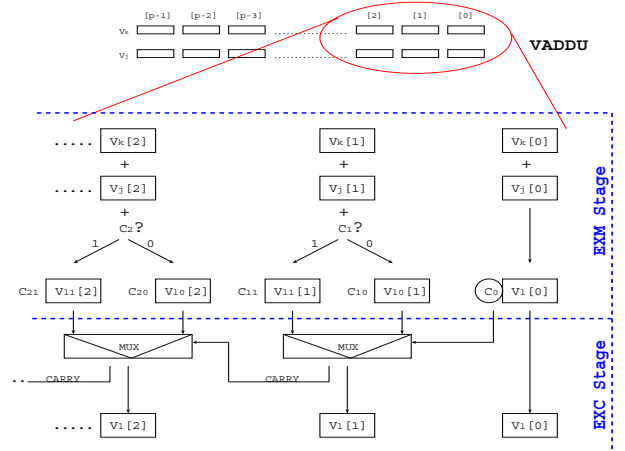 [p-1] [p-2] [p-3] [2] [1] [0]
Vk ....................
Vj ....................
VADDU
..... Vk[2] Vk[1] Vk[0]
+ + +
..... Vj[2] Vj[1] Vj[0]
+ +
C2? C1?
1 0 1 0
C21 V11[2] C20 V10[2] C11 V11[1] C10 V10[1] C0 V1[0]
EXM Stage
MUX MUX
.. CARRY CARRY
..... V1[2] V1[1] V1[0]
EXC Stage